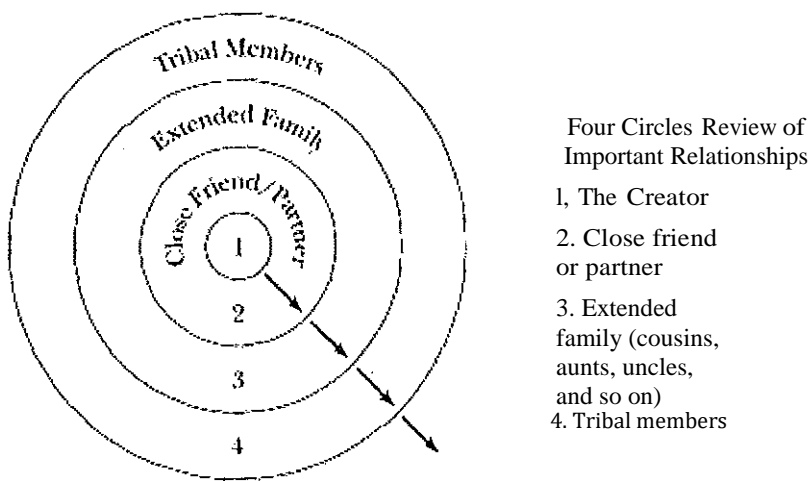 Tribal Members
Extended Family
Close Friend/Partner
1
2
3
4
Four Circles Review of
Important Relationships
l, The Creator
2. Close friend
or partner
3. Extended
family (cousins,
aunts, uncles,
and so on)
4. Tribal members